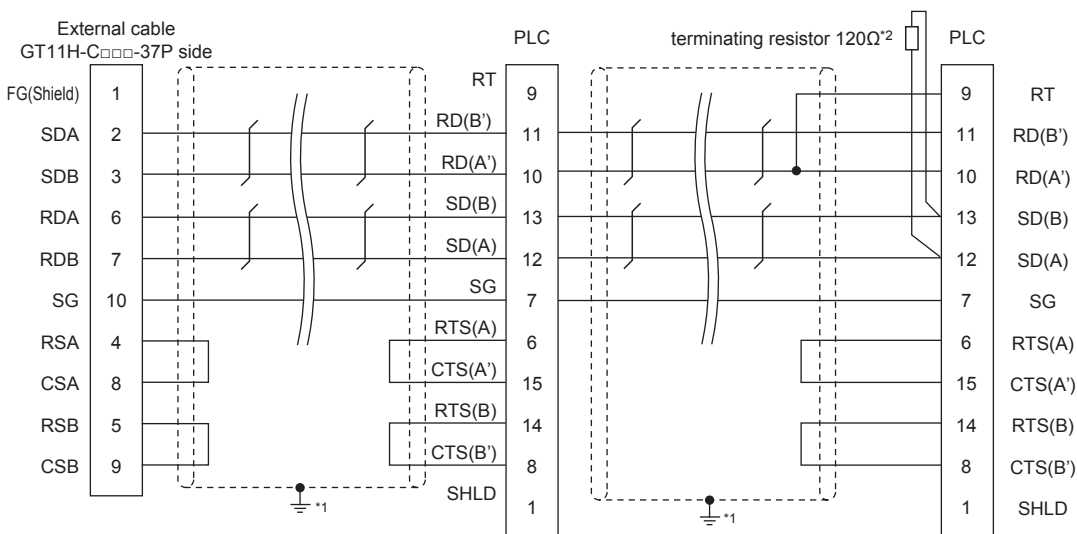 External cable
GT11H-C□□□-37P side
PLC
terminating resistor 120Ω*2
PLC
FG(Shield) 1 RT 9 9 RT
SDA 2 RD(B') 11 11 RD(B')
SDB 3 RD(A') 10 10 RD(A')
RDA 6 SD(B) 13 13 SD(B)
RDB 7 SD(A) 12 12 SD(A)
SG 10 SG 7 7 SG
RSA 4 RTS(A) 6 6 RTS(A)
CSA 8 CTS(A') 15 15 CTS(A')
RSB 5 RTS(B) 14 14 RTS(B)
CSB 9 CTS(B') 8 8 CTS(B')
SHLD 1 1 SHLD
*1 *1